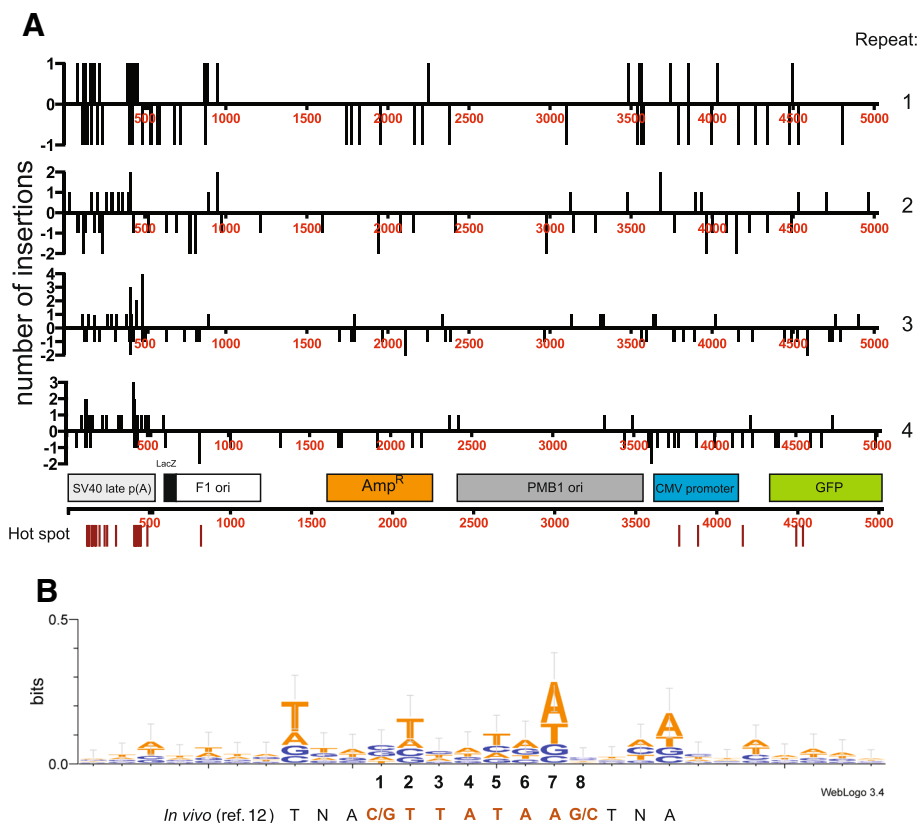 A
Repeat:
number of insertions
1
0
-1
500 1000 1500 2000 2500 3000 3500 4000 4500 5000
1
2
1
0
-1
-2
500 1000 1500 2000 2500 3000 3500 4000 4500 5000
2
4
3
2
1
0
-1
-2
500 1000 1500 2000 2500 3000 3500 4000 4500 5000
3
3
2
1
0
-1
-2
500 1000 1500 2000 2500 3000 3500 4000 4500 5000
4
LacZ
SV40 late p(A) F1 ori AmpR PMB1 ori CMV promoter GFP
500 1000 1500 2000 2500 3000 3500 4000 4500 5000
Hot spot
B
0.5
bits
0.0
1 2 3 4 5 6 7 8
WebLogo 3.4
In vivo (ref. 12) T N A C/G T T A T A A G/C T N A